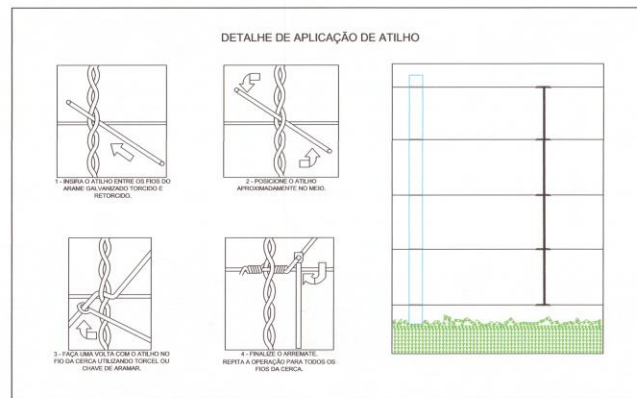 DETALHE DE APLICAÇÃO DE ATILHO
1 - INSIRA O ATILHO ENTRE OS FIOS DO
ARAME GALVANIZADO TORCIDO E
RETORCIDO.
2 - POSICIONE O ATILHO
APROXIMADAMENTE NO MEIO.
3 - FAÇA UMA VOLTA COM O ATILHO NO
FIO DA CERCA UTILIZANDO TORCEL OU
CHAVE DE ARAMAR.
4 - FINALIZE O ARREMATE.
REPITA A OPERAÇÃO PARA TODOS OS
FIOS DA CERCA.